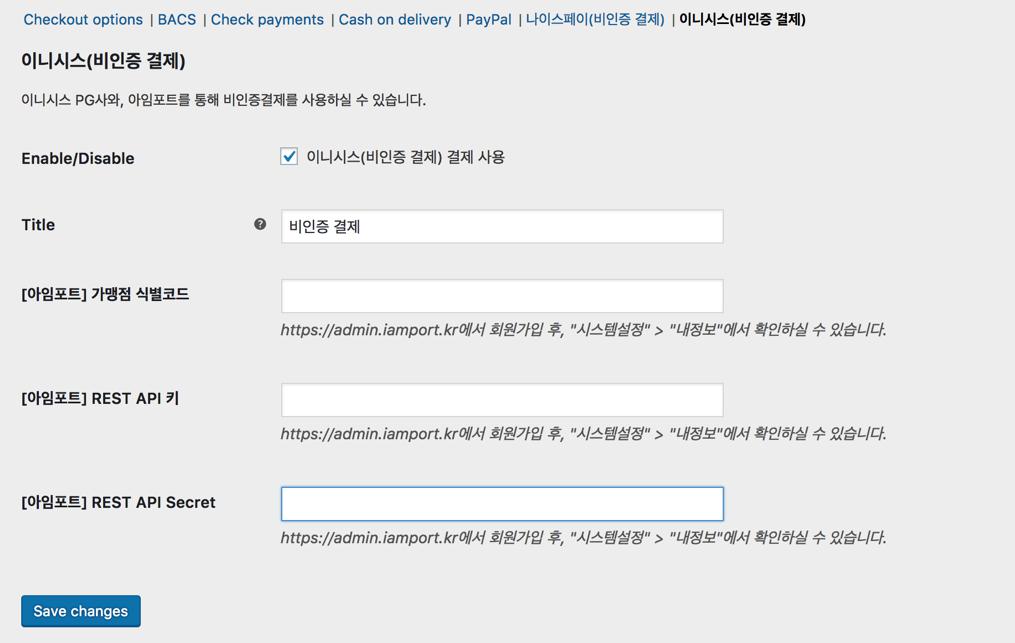 Checkout options | BACS | Check payments | Cash on delivery | PayPal | 나이스페이(비인증 결제) | 이니시스(비인증 결제)
이니시스(비인증 결제)
이니시스 PG사와, 아임포트를 통해 비인증결제를 사용하실 수 있습니다.
Enable/Disable 이니시스(비인증 결제) 결제 사용
Title ? 비인증 결제
[아임포트] 가맹점 식별코드
https://admin.iamport.kr에서 회원가입 후, "시스템설정" > "내정보"에서 확인하실 수 있습니다.
[아임포트] REST API 키
https://admin.iamport.kr에서 회원가입 후, "시스템설정" > "내정보"에서 확인하실 수 있습니다.
[아임포트] REST API Secret
https://admin.iamport.kr에서 회원가입 후, "시스템설정" > "내정보"에서 확인하실 수 있습니다.
Save changes